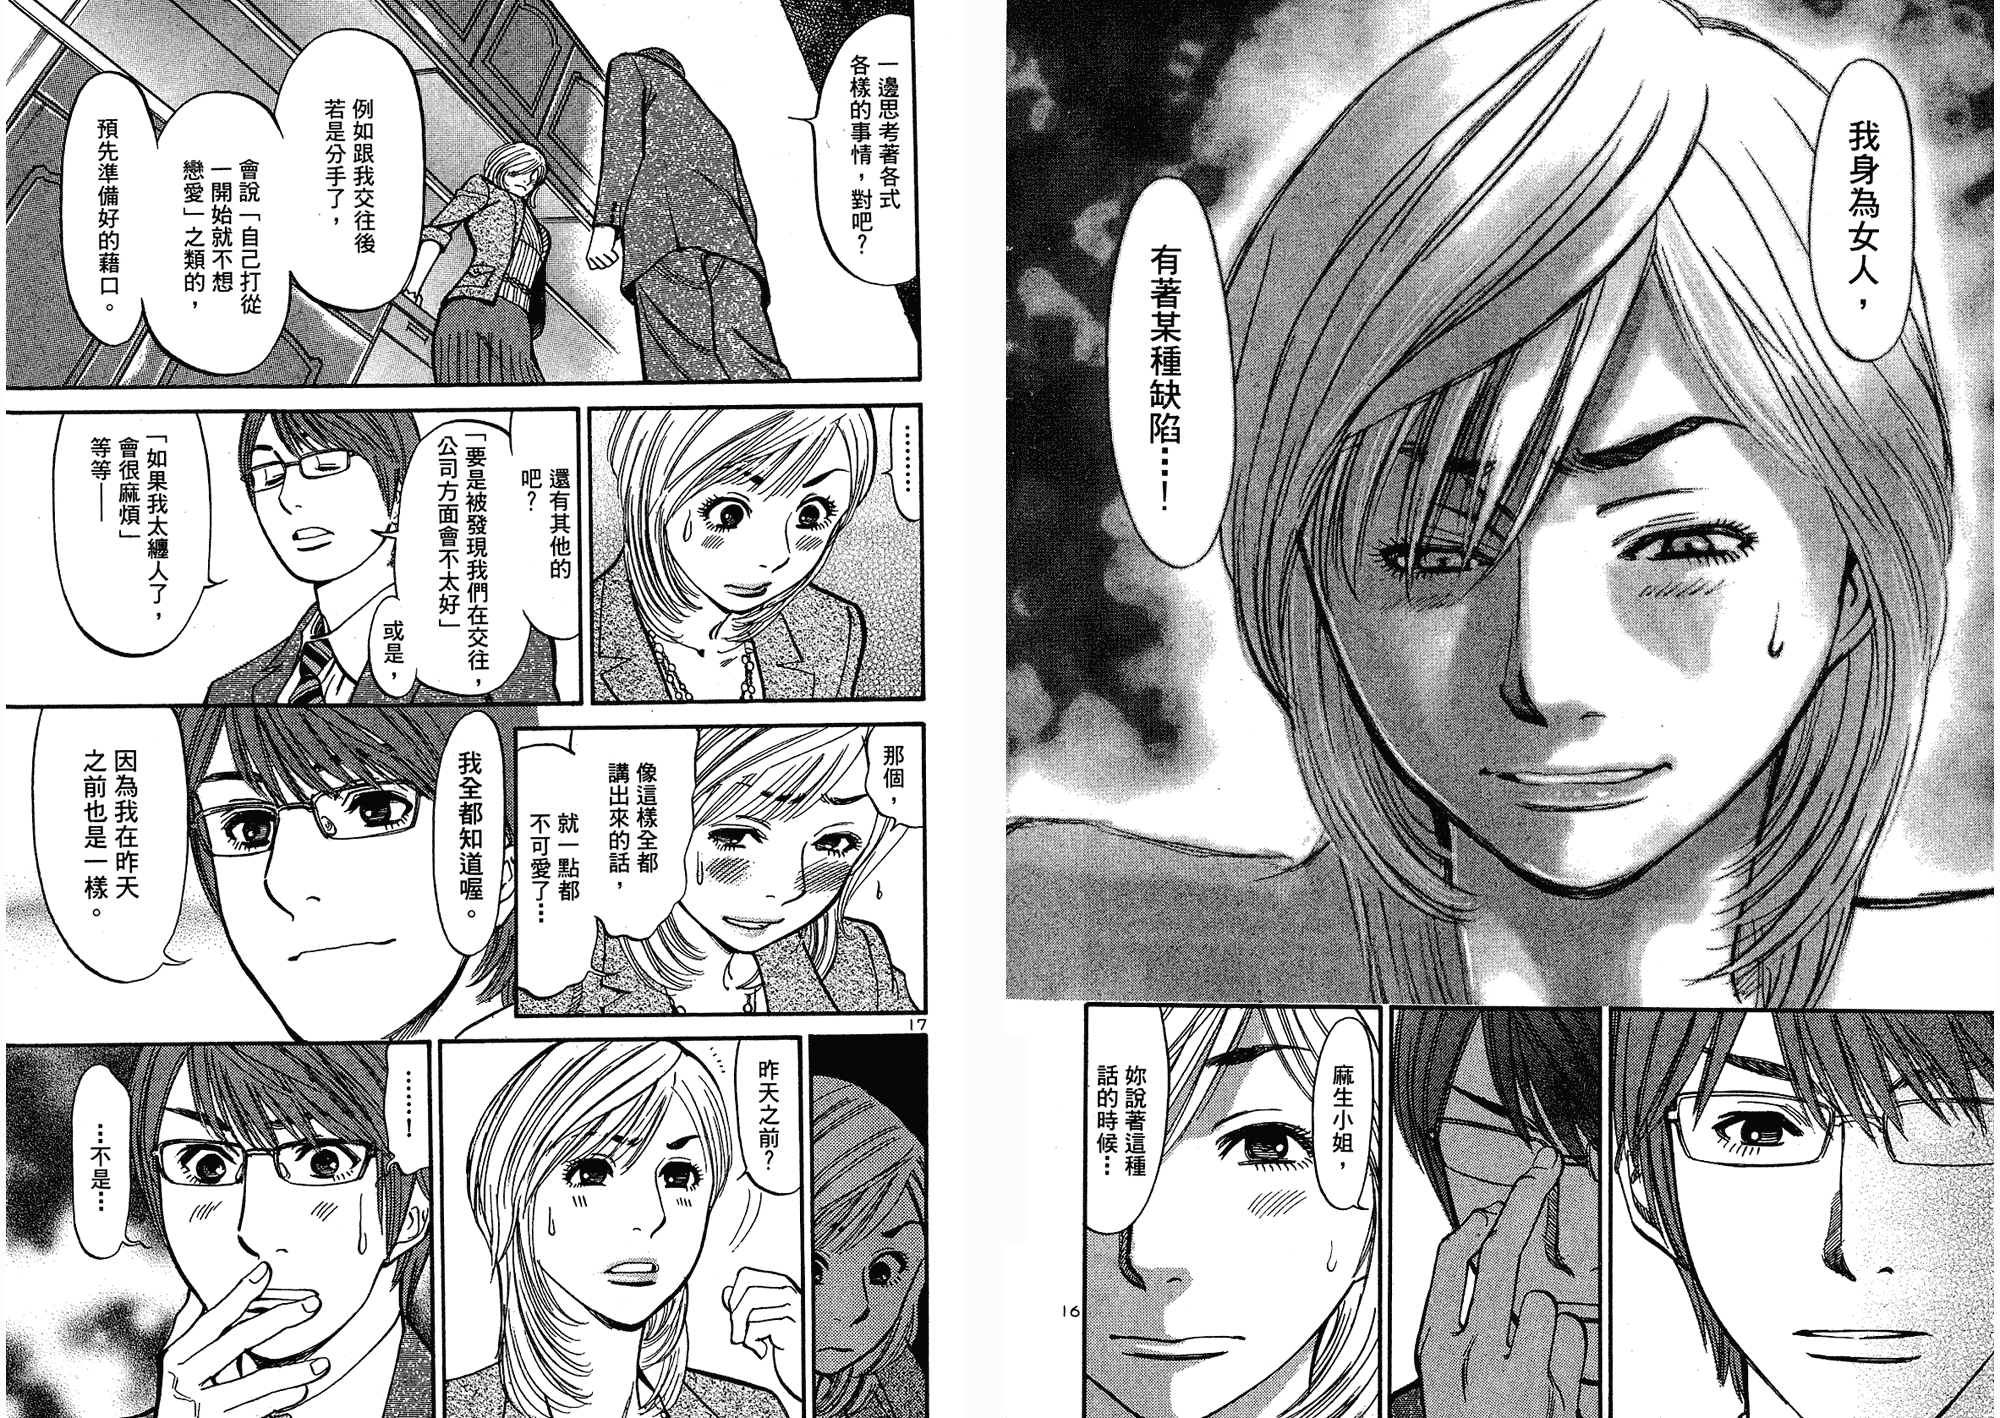 我身為女人，
有著某種缺陷…！
麻生小姐，
妳說著這種
話的時候…
16
一邊思考著各式
各樣的事情，對吧？
例如跟我交往後
若是分手了，
會說「自己打從
一開始就不想
戀愛」之類的，
預先準備好的藉口。
………
還有其他的
吧？
「要是被發現我們在交往，
公司方面會不太好」
或是，
「如果我太纏人了，
會很麻煩」
等等—
那個，
像這樣全都
講出來的話，
就一點都
不可愛了…
我全都知道喔。
因為我在昨天
之前也是一樣。
17
昨天之前？
……！
…不是…